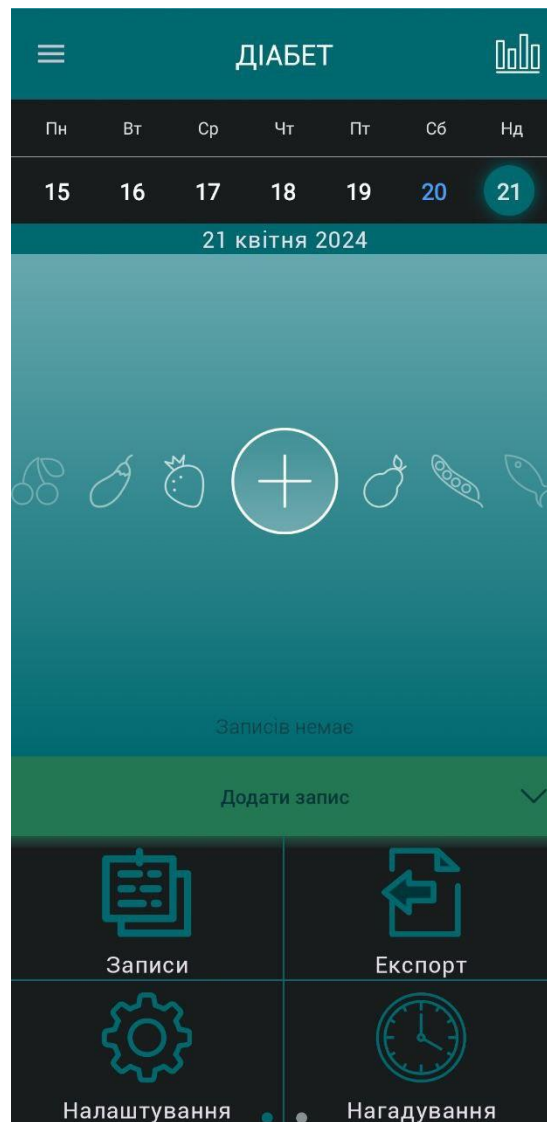 ДІАБЕТ
Пн Вт Ср Чт Пт Сб Нд
15 16 17 18 19 20 21
21 квітня 2024
Записів немає
Додати запис
Записи Експорт
Налаштування Нагадування